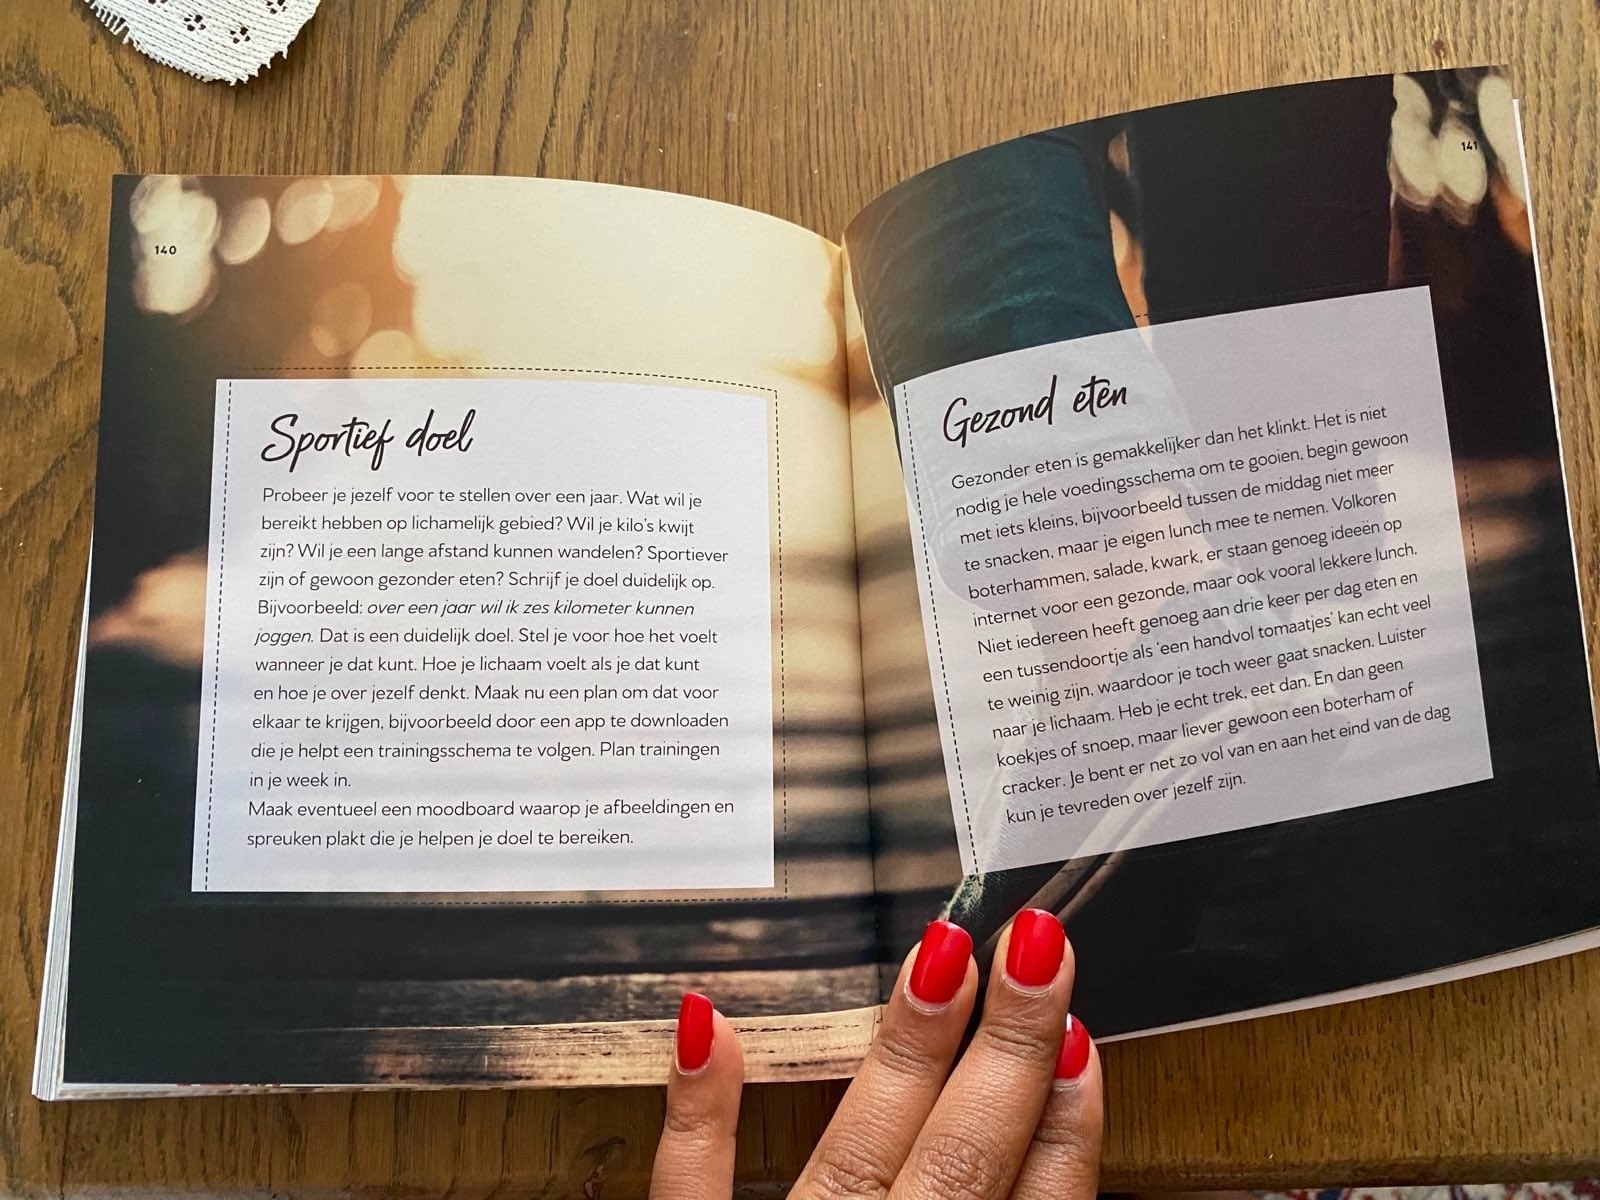 140
Sportief doel
Probeer je jezelf voor te stellen over een jaar. Wat wil je
bereikt hebben op lichamelijk gebied? Wil je kilo's kwijt
zijn? Wil je een lange afstand kunnen wandelen? Sportiever
zijn of gewoon gezonder eten? Schrijf je doel duidelijk op.
Bijvoorbeeld: over een jaar wil ik zes kilometer kunnen
joggen. Dat is een duidelijk doel. Stel je voor hoe het voelt
wanneer je dat kunt. Hoe je lichaam voelt als je dat kunt
en hoe je over jezelf denkt. Maak nu een plan om dat voor
elkaar te krijgen, bijvoorbeeld door een app te downloaden
die je helpt een trainingsschema te volgen. Plan trainingen
in je week in.
Maak eventueel een moodboard waarop je afbeeldingen en
spreuken plakt die je helpen je doel te bereiken.
141
Gezond eten
Gezonder eten is gemakkelijker dan het klinkt. Het is niet
nodig je hele voedingsschema om te gooien, begin gewoon
met iets kleins, bijvoorbeeld tussen de middag niet meer
te snacken, maar je eigen lunch mee te nemen. Volkoren
boterhammen, salade, kwark, er staan genoeg ideeën op
internet voor een gezonde, maar ook vooral lekkere lunch.
Niet iedereen heeft genoeg aan drie keer per dag eten en
een tussendoortje als 'een handvol tomaatjes' kan echt veel
te weinig zijn, waardoor je toch weer gaat snacken. Luister
naar je lichaam. Heb je echt trek, eet dan. En dan geen
koekjes of snoep, maar liever gewoon een boterham of
cracker. Je bent er net zo vol van en aan het eind van de dag
kun je tevreden over jezelf zijn.